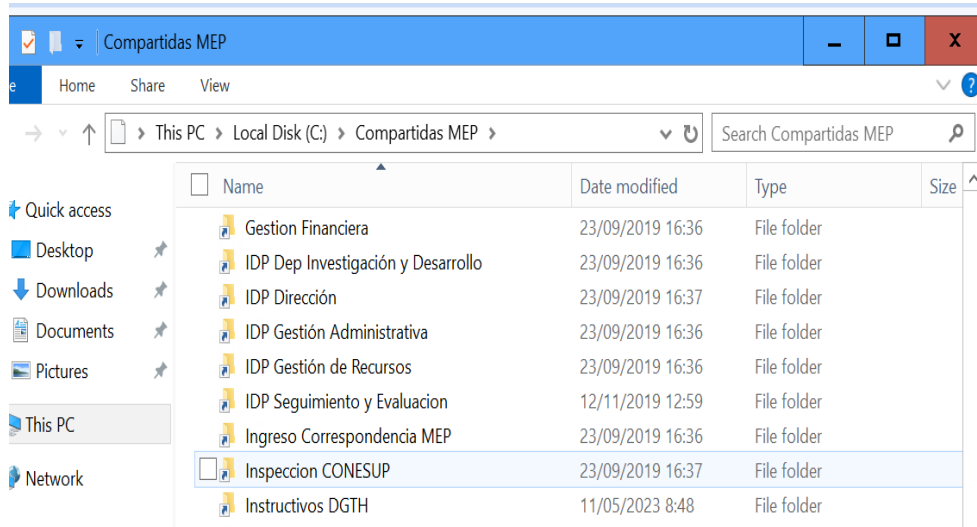 Compartidas MEP
e Home Share View
This PC > Local Disk (C:) > Compartidas MEP >
Search Compartidas MEP
Name Date modified Type Size
Quick access
Desktop
Downloads
Documents
Pictures
This PC
Network
Gestion Financiera 23/09/2019 16:36 File folder
IDP Dep Investigación y Desarrollo 23/09/2019 16:36 File folder
IDP Dirección 23/09/2019 16:37 File folder
IDP Gestión Administrativa 23/09/2019 16:36 File folder
IDP Gestión de Recursos 23/09/2019 16:36 File folder
IDP Seguimiento y Evaluacion 12/11/2019 12:59 File folder
Ingreso Correspondencia MEP 23/09/2019 16:36 File folder
Inspeccion CONESUP 23/09/2019 16:37 File folder
Instructivos DGTH 11/05/2023 8:48 File folder